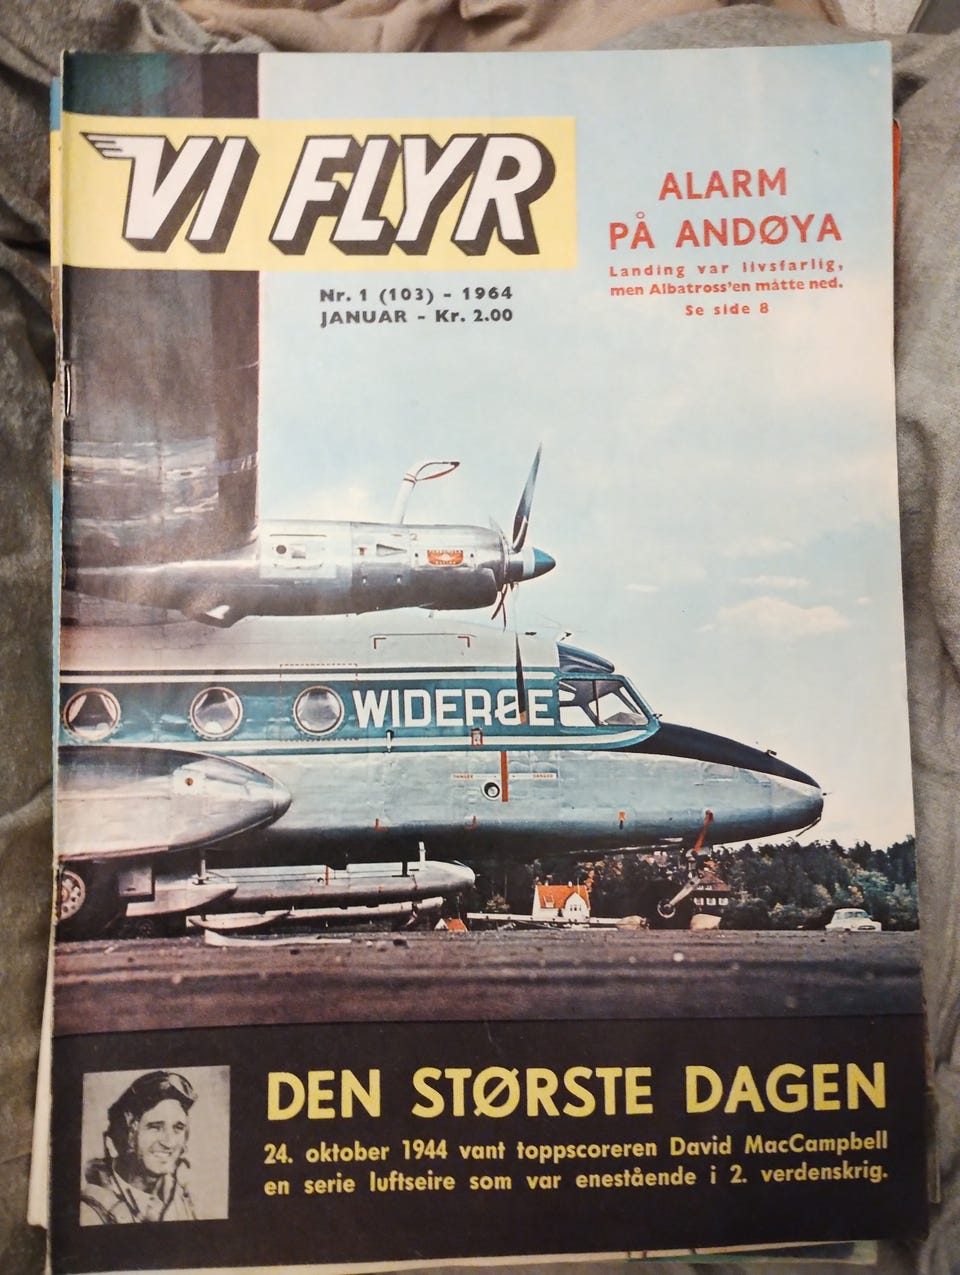 VI FLYR
Nr. 1 (103) - 1964
JANUAR - Kr. 2.00
ALARM
PÅ ANDØYA
Landing var livsfarlig,
men Albatross'en måtte ned.
Se side 8
WIDERØE
DANGER
DANGER
DEN STØRSTE DAGEN
24. oktober 1944 vant toppscoreren David MacCampbell
en serie luftseire som var enestående i 2. verdenskrig.